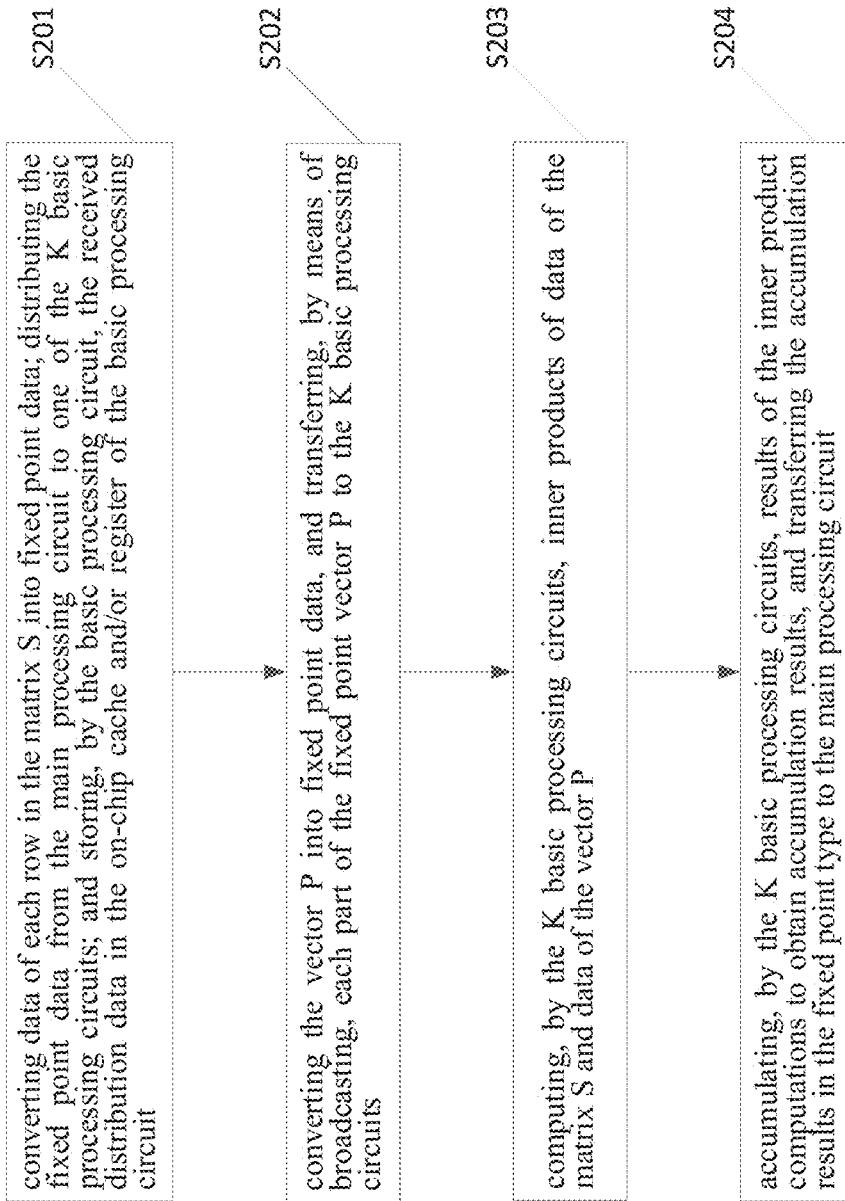 converting data of each row in the matrix S into fixed point data; distributing the
fixed point data from the main processing circuit to one of the K basic
processing circuits; and storing, by the basic processing circuit, the received
distribution data in the on-chip cache and/or register of the basic processing
circuit
S201
converting the vector P into fixed point data, and transferring, by means of
broadcasting, each part of the fixed point vector P to the K basic processing
circuits
S202
computing, by the K basic processing circuits, inner products of data of the
matrix S and data of the vector P
S203
accumulating, by the K basic processing circuits, results of the inner product
computations to obtain accumulation results, and transferring the accumulation
results in the fixed point type to the main processing circuit
S204